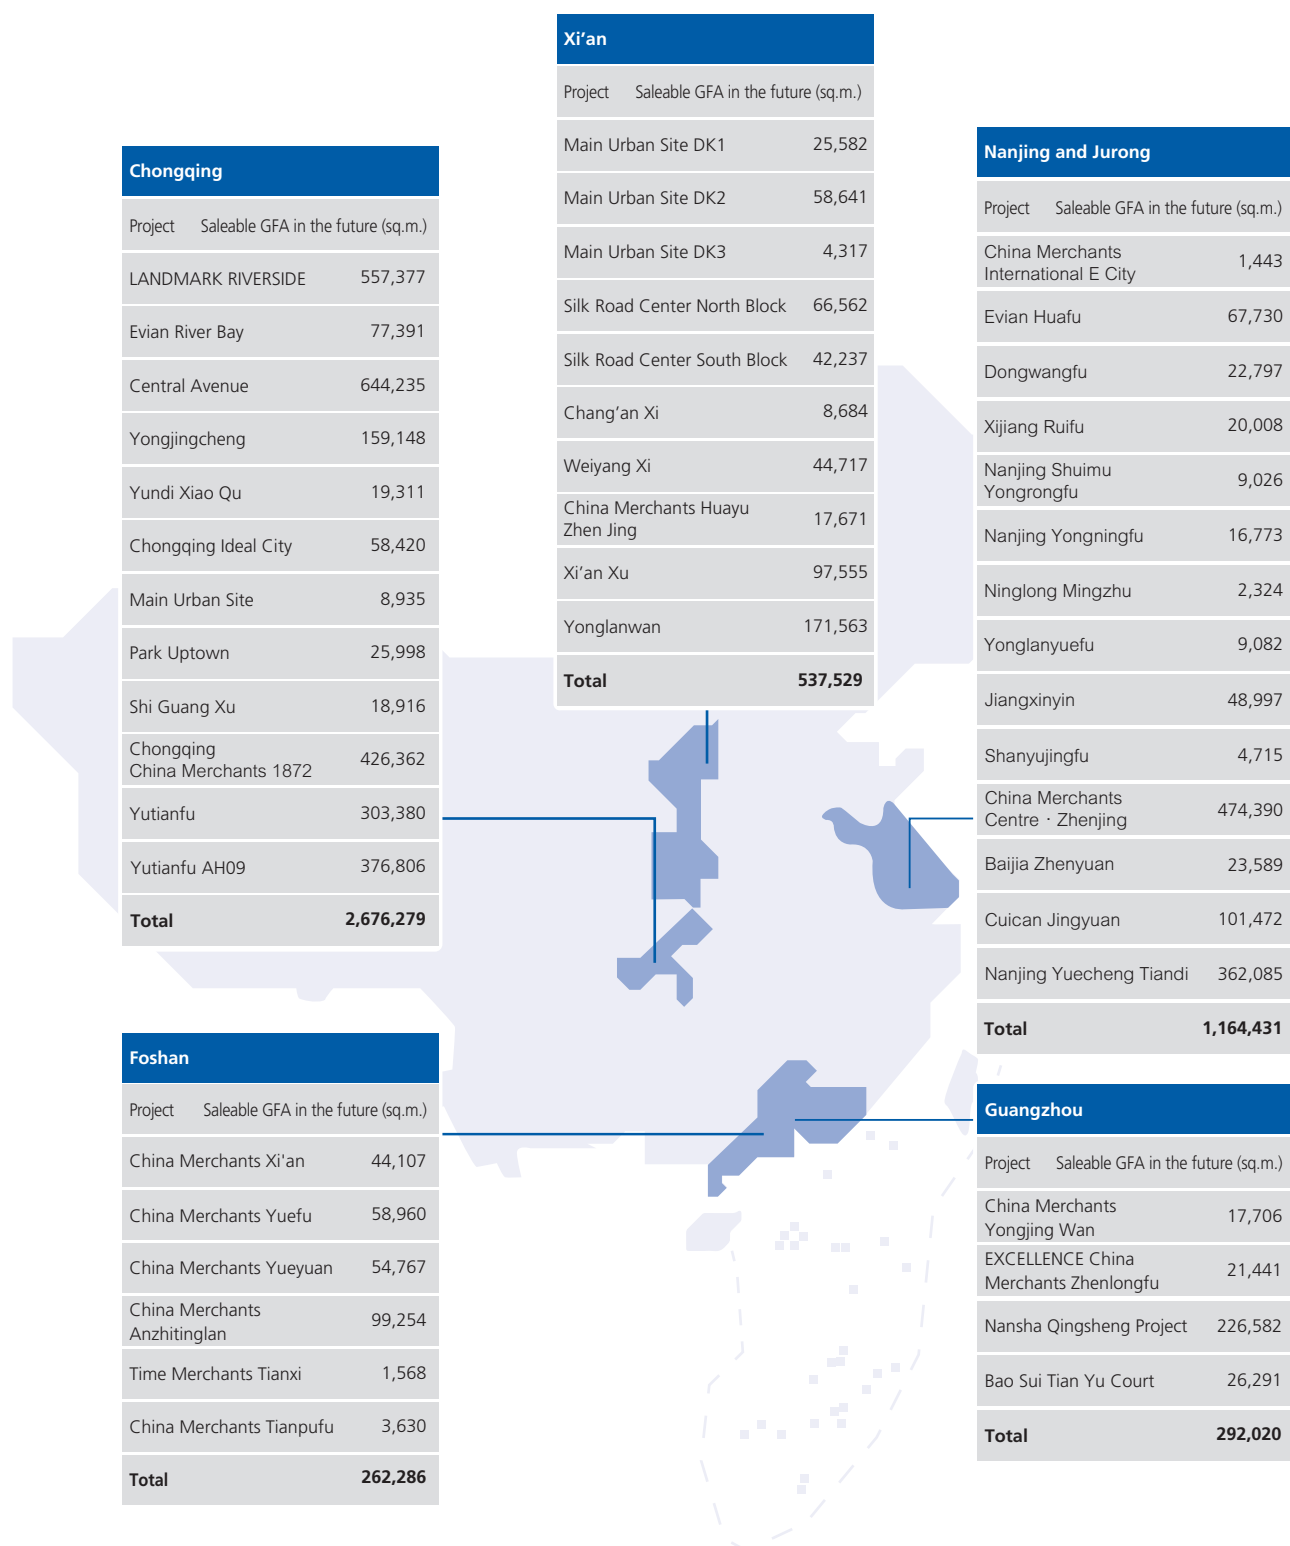 Xi’an
Project Saleable GFA in the future (sq.m.)
Main Urban Site DK1 25,582
Main Urban Site DK2 58,641
Main Urban Site DK3 4,317
Silk Road Center North Block 66,562
Silk Road Center South Block 42,237
Chang’an Xi 8,684
Weiyang Xi 44,717
China Merchants Huayu
Zhen Jing 17,671
Xi’an Xu 97,555
Yonglanwan 171,563
Total 537,529
Chongqing
Project Saleable GFA in the future (sq.m.)
LANDMARK RIVERSIDE 557,377
Evian River Bay 77,391
Central Avenue 644,235
Yongjingcheng 159,148
Yundi Xiao Qu 19,311
Chongqing Ideal City 58,420
Main Urban Site 8,935
Park Uptown 25,998
Shi Guang Xu 18,916
Chongqing
China Merchants 1872 426,362
Yutianfu 303,380
Yutianfu AH09 376,806
Total 2,676,279
Nanjing and Jurong
Project Saleable GFA in the future (sq.m.)
China Merchants
International E City 1,443
Evian Huafu 67,730
Dongwangfu 22,797
Xijiang Ruifu 20,008
Nanjing Shuimu
Yongrongfu 9,026
Nanjing Yongningfu 16,773
Ninglong Mingzhu 2,324
Yonglanyuefu 9,082
Jiangxinyin 48,997
Shanyujingfu 4,715
China Merchants
Centre · Zhenjing 474,390
Baijia Zhenyuan 23,589
Cuican Jingyuan 101,472
Nanjing Yuecheng Tiandi 362,085
Total 1,164,431
Foshan
Project Saleable GFA in the future (sq.m.)
China Merchants Xi'an 44,107
China Merchants Yuefu 58,960
China Merchants Yueyuan 54,767
China Merchants
Anzhitinglan 99,254
Time Merchants Tianxi 1,568
China Merchants Tianpufu 3,630
Total 262,286
Guangzhou
Project Saleable GFA in the future (sq.m.)
China Merchants
Yongjing Wan 17,706
EXCELLENCE China
Merchants Zhenlongfu 21,441
Nansha Qingsheng Project 226,582
Bao Sui Tian Yu Court 26,291
Total 292,020